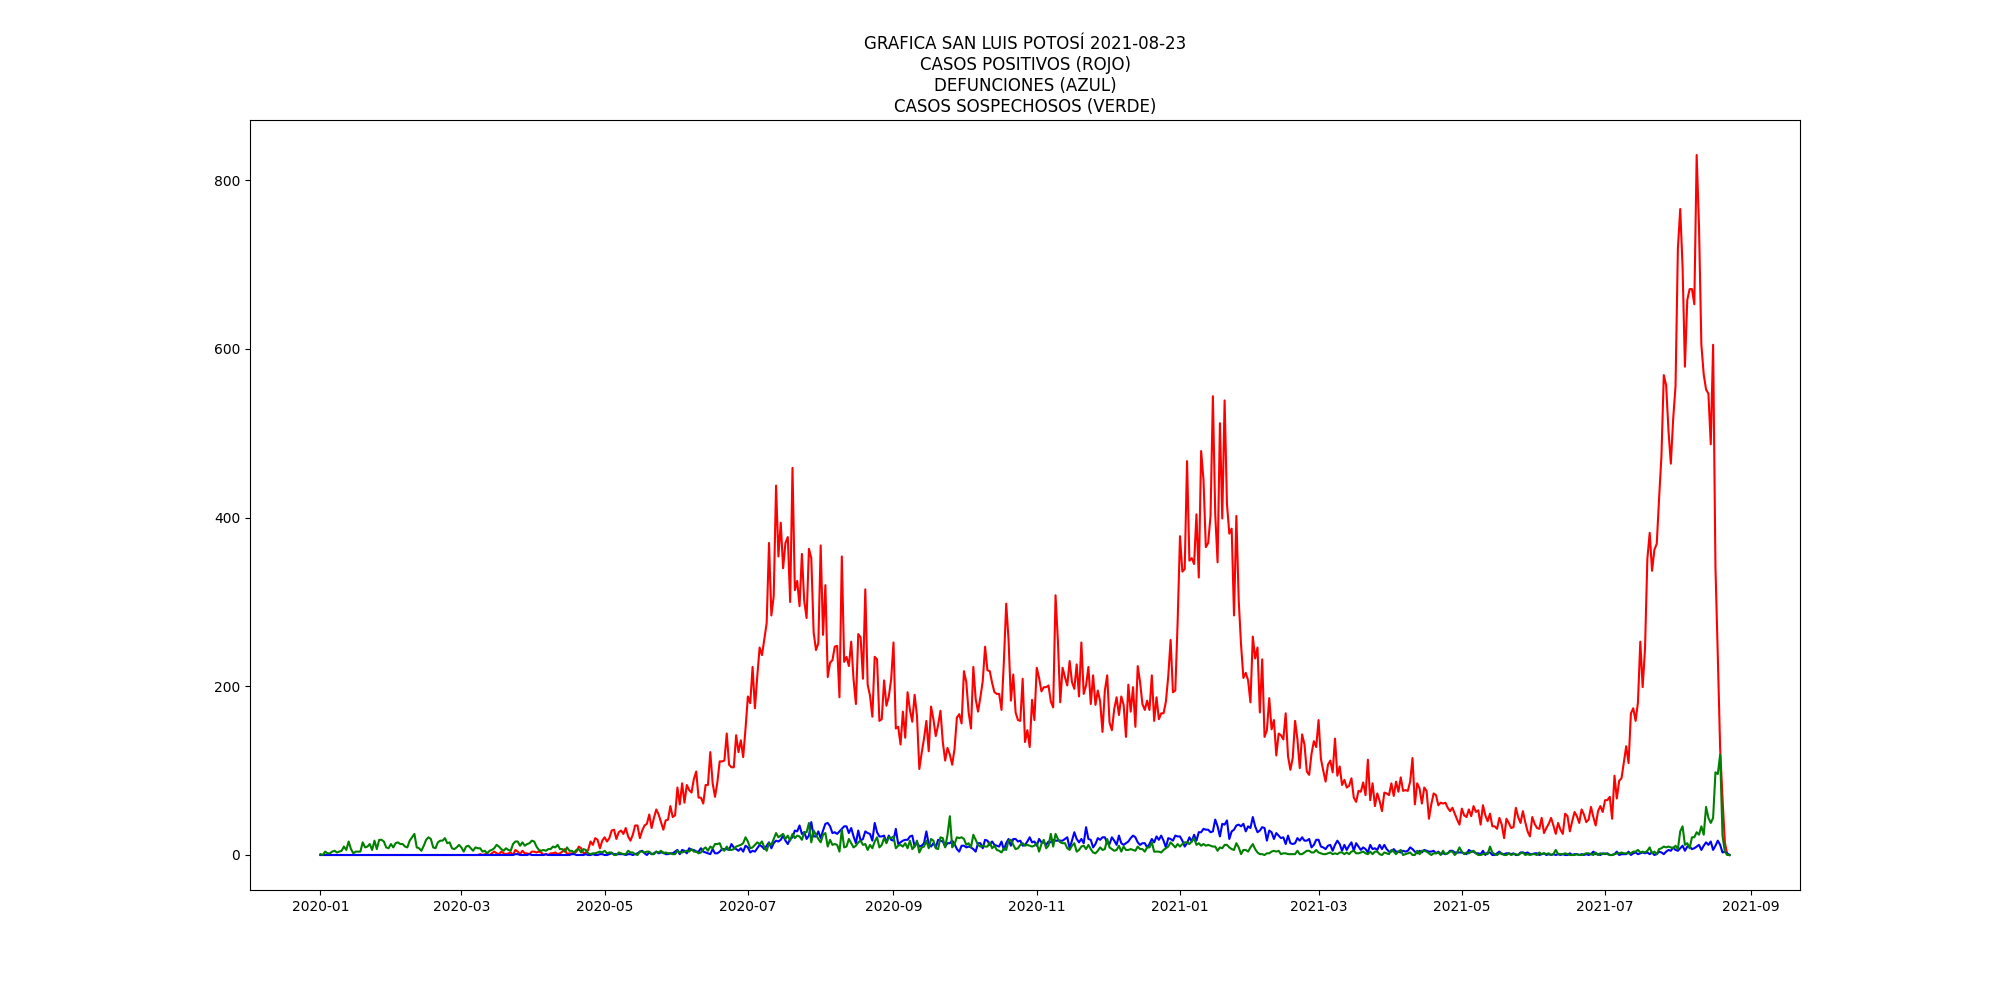 GRAFICA SAN LUIS POTOSÍ 2021-08-23
CASOS POSITIVOS (ROJO)
DEFUNCIONES (AZUL)
CASOS SOSPECHOSOS (VERDE)
800
600
400
200
0
2020-01 2020-03 2020-05 2020-07 2020-09 2020-11 2021-01 2021-03 2021-05 2021-07 2021-09